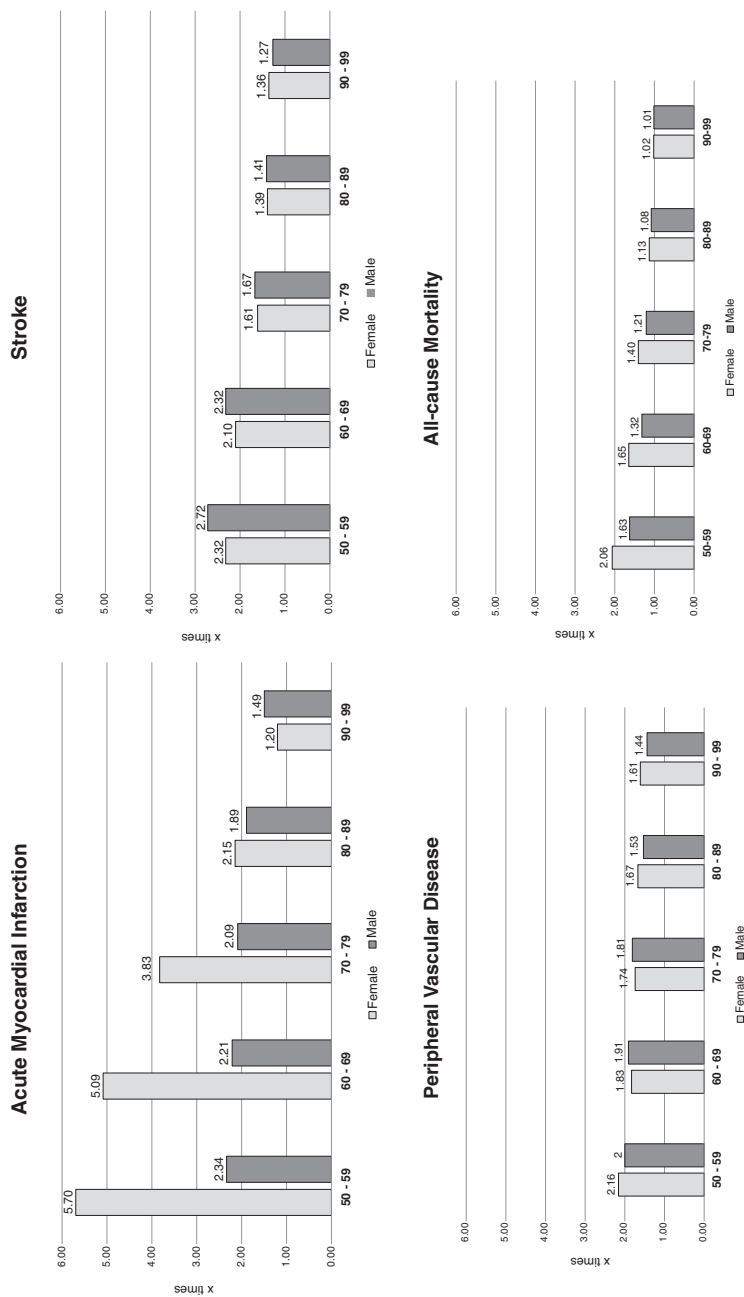 Acute Myocardial Infarction
x times
6.00
5.00
4.00
3.00
2.00
1.00
0.00
5.70 2.34 5.09 2.21 3.83 2.09 2.15 1.89 1.20 1.49
50 - 59 60 - 69 70 - 79 80 - 89 90 - 99
Female Male
Stroke
x times
6.00
5.00
4.00
3.00
2.00
1.00
0.00
2.32 2.72 2.10 2.32 1.61 1.67 1.39 1.41 1.36 1.27
50 - 59 60 - 69 70 - 79 80 - 89 90 - 99
Female Male
Peripheral Vascular Disease
x times
6.00
5.00
4.00
3.00
2.00
1.00
0.00
2.16 2 1.83 1.91 1.74 1.81 1.67 1.53 1.61 1.44
50 - 59 60 - 69 70 - 79 80 - 89 90 - 99
Female Male
All-cause Mortality
x times
6.00
5.00
4.00
3.00
2.00
1.00
0.00
2.06 1.63 1.65 1.32 1.40 1.21 1.13 1.08 1.02 1.01
50-59 60-69 70-79 80-89 90-99
Female Male